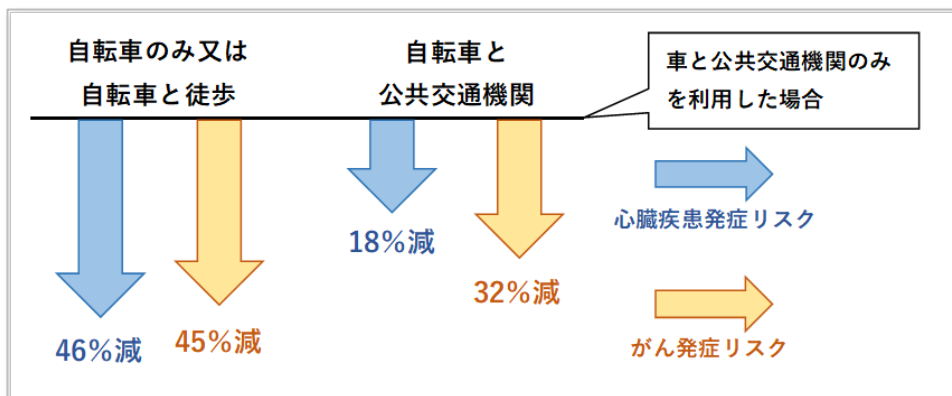 自転車のみ又は
自転車と徒歩
自転車と
公共交通機関
車と公共交通機関のみ
を利用した場合
46%減
45%減
18%減
32%減
心臓疾患発症リスク
がん発症リスク